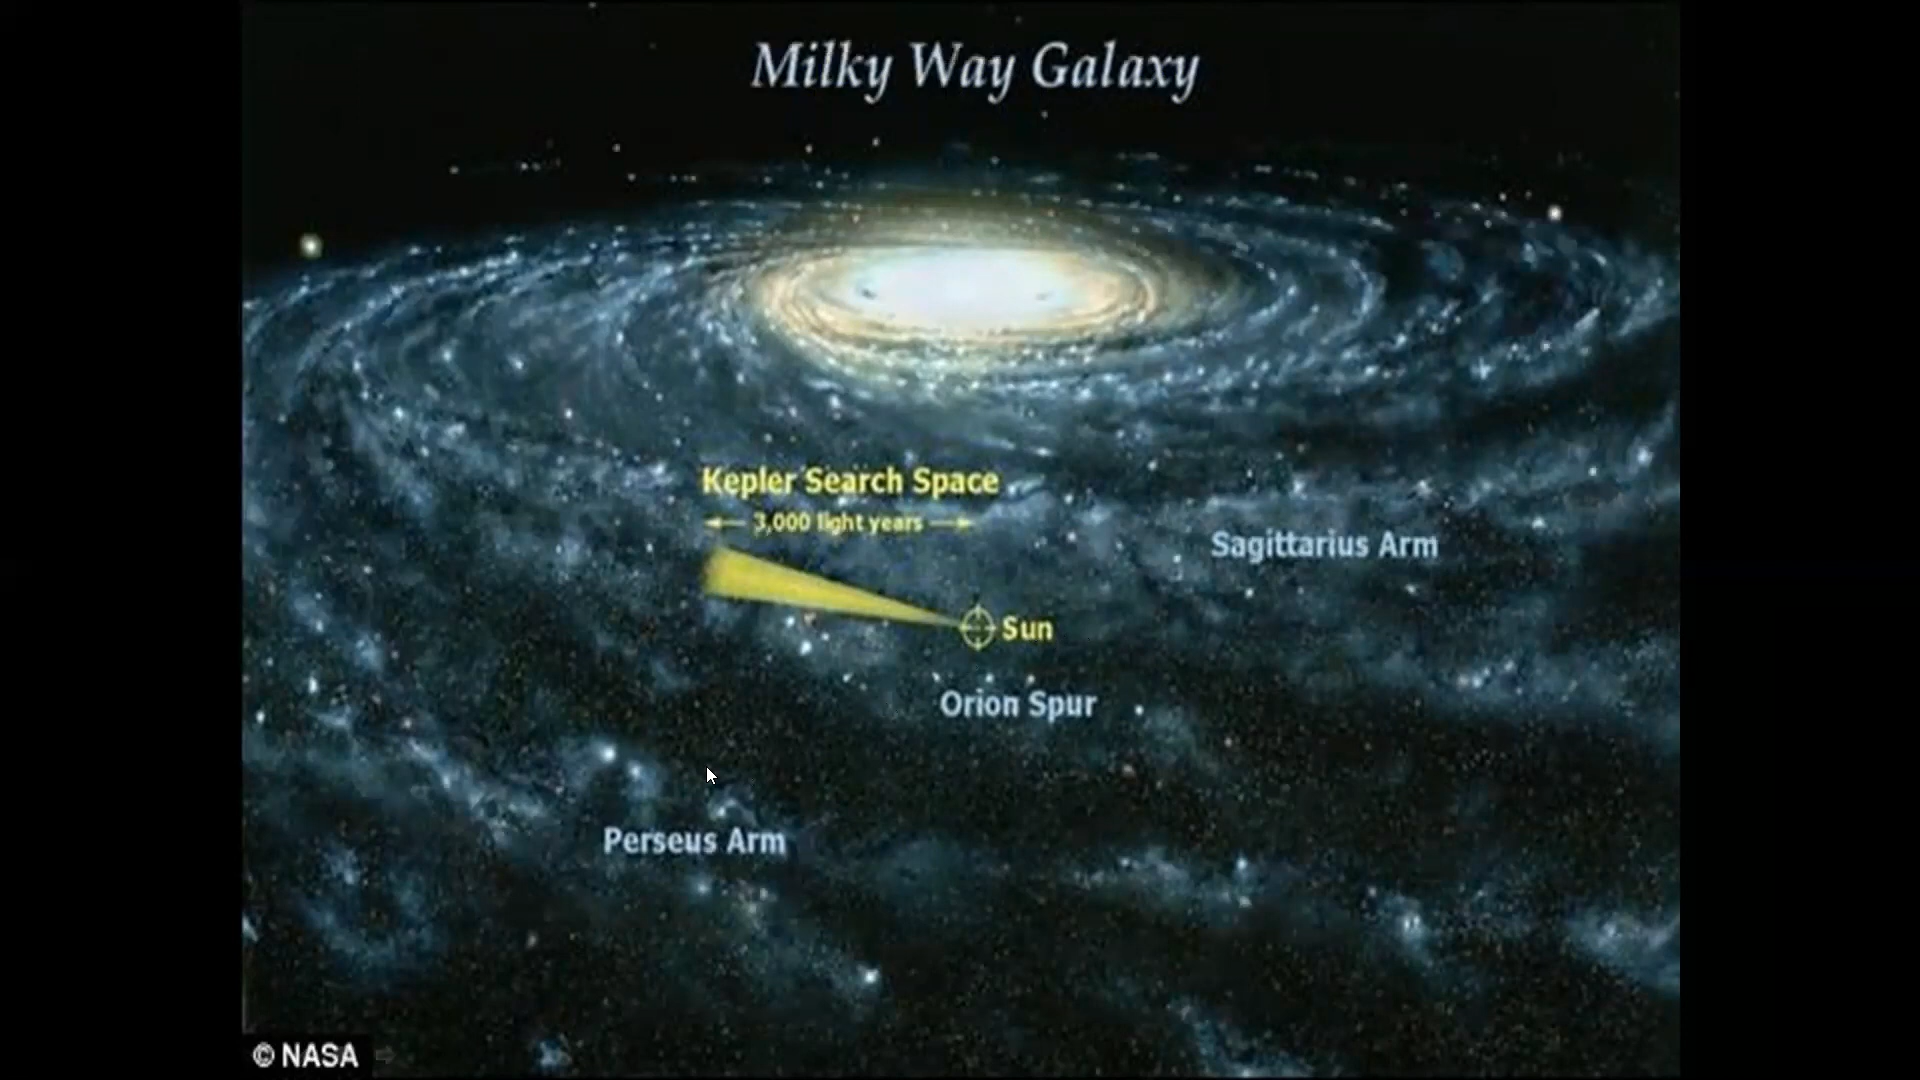 Milky Way Galaxy
Kepler Search Space
3,000 light years
Sagittarius Arm
Sun
Orion Spur
Perseus Arm
© NASA